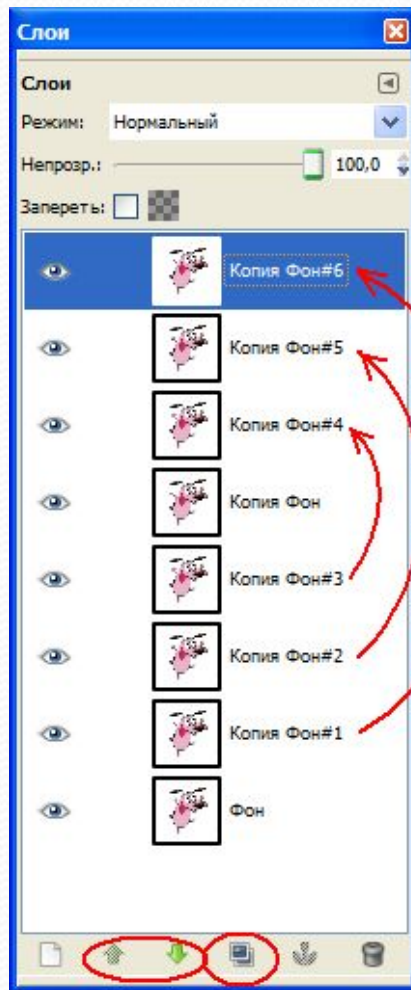 Слои
Слои
Режим: Нормальный
Непрозр.: 100,0
Запереть:
Копия Фон#6
Копия Фон#5
Копия Фон#4
Копия Фон
Копия Фон#3
Копия Фон#2
Копия Фон#1
Фон